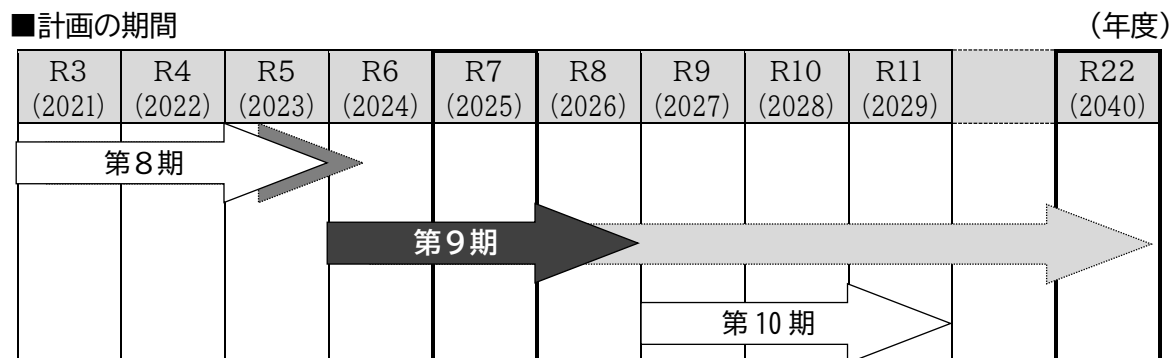 ■計画の期間 (年度)
R3 R4 R5 R6 R7 R8 R9 R10 R11 R22
(2021) (2022) (2023) (2024) (2025) (2026) (2027) (2028) (2029) (2040)
第8期
第9期
第10期